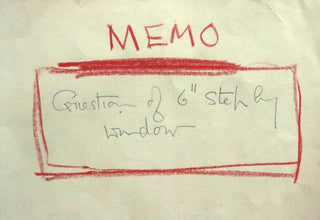 MEMO
Question of 6" Step by
window